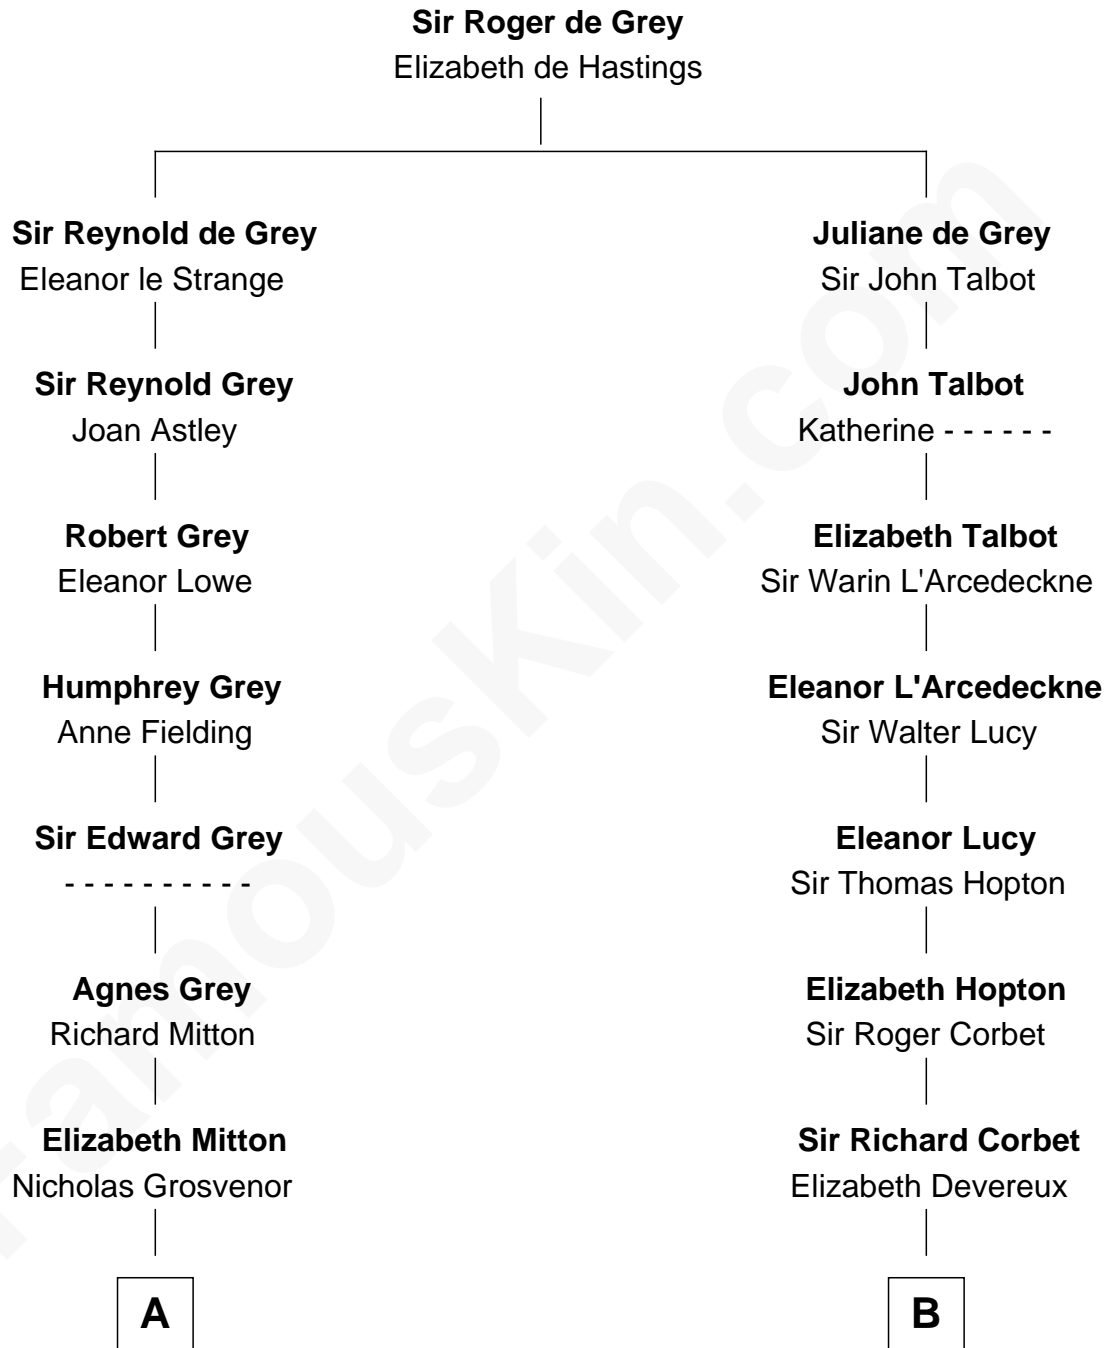 Sir Roger de Grey
Elizabeth de Hastings
Sir Reynold de Grey
Eleanor le Strange
Juliane de Grey
Sir John Talbot
Sir Reynold Grey
Joan Astley
John Talbot
Katherine - - - - - -
Robert Grey
Eleanor Lowe
Elizabeth Talbot
Sir Warin L'Arcedeckne
Humphrey Grey
Anne Fielding
Eleanor L'Arcedeckne
Sir Walter Lucy
Sir Edward Grey
- - - - - - - - - -
Eleanor Lucy
Sir Thomas Hopton
Agnes Grey
Richard Mitton
Elizabeth Hopton
Sir Roger Corbet
Elizabeth Mitton
Nicholas Grosvenor
Sir Richard Corbet
Elizabeth Devereux
A
B
FamousKin.com